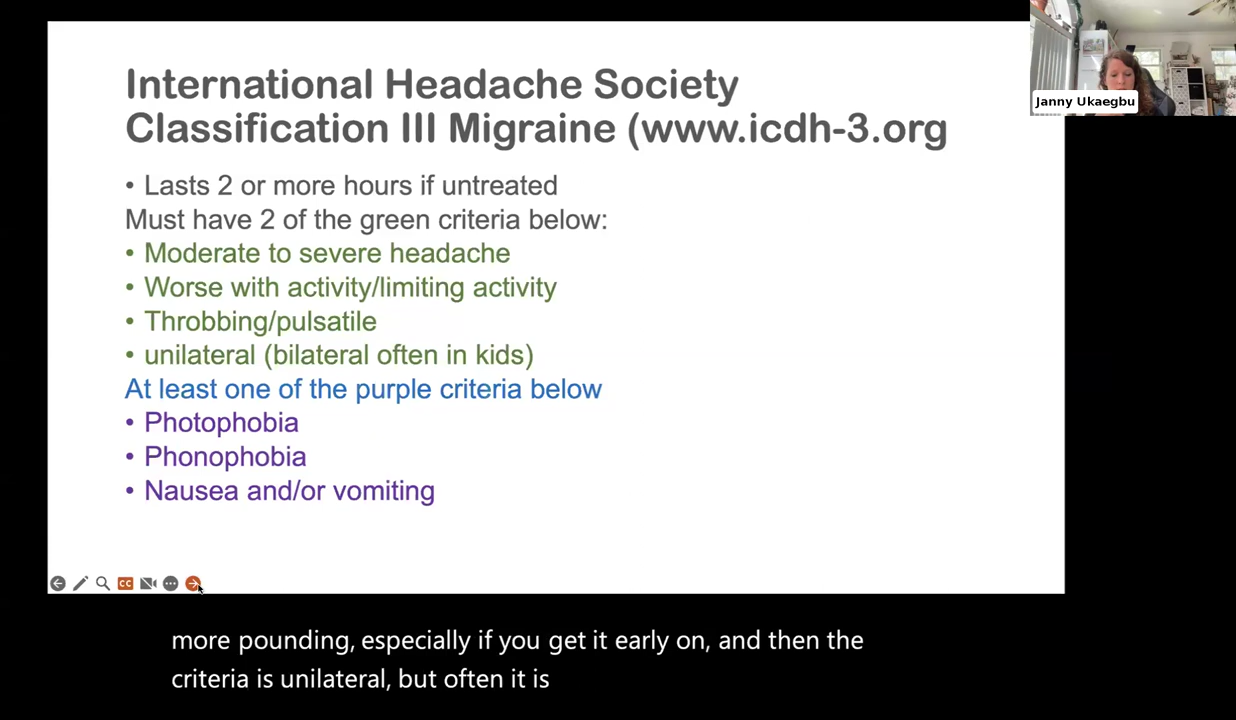 International Headache Society
Classification III Migraine (www.icdh-3.org
• Lasts 2 or more hours if untreated
Must have 2 of the green criteria below:
• Moderate to severe headache
• Worse with activity/limiting activity
• Throbbing/pulsatile
• unilateral (bilateral often in kids)
At least one of the purple criteria below
• Photophobia
• Phonophobia
• Nausea and/or vomiting
Janny Ukaegbu
CC
more pounding, especially if you get it early on, and then the
criteria is unilateral, but often it is